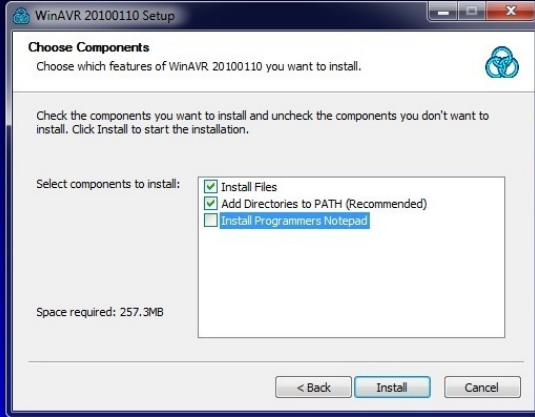 WinAVR 20100110 Setup
Choose Components
Choose which features of WinAVR 20100110 you want to install.
Check the components you want to install and uncheck the components you don't want to
install. Click Install to start the installation.
Select components to install:
Install Files
Add Directories to PATH (Recommended)
Install Programmers Notepad
Space required: 257.3MB
< Back
Install
Cancel